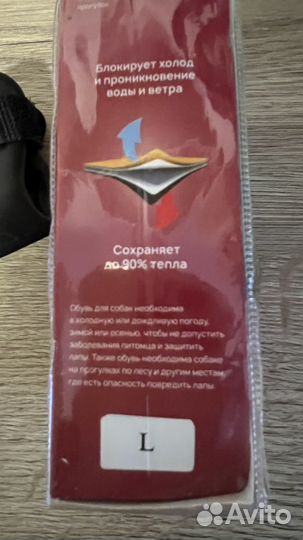 прогулки
Блокирует холод
и проникновение
воды и ветра
Сохраняет
до 90% тепла
Обувь для собак необходима
в холодную или дождливую погоду,
зимой или осенью, чтобы не допустить
заболевания питомца и защитить
лапы. Также обувь необходима собаке
на прогулках по лесу и другим местам,
где есть опасность повредить лапы.
L
Avito